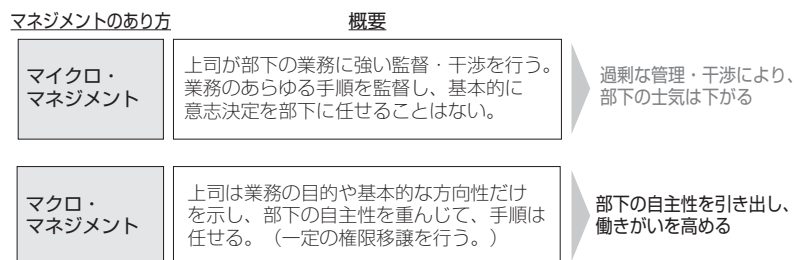 マネジメントのあり方
概要
マイクロ・
マネジメント
上司が部下の業務に強い監督・干渉を行う。
業務のあらゆる手順を監督し、基本的に
意志決定を部下に任せることはない。
過剰な管理・干渉により、
部下の士気は下がる
マクロ・
マネジメント
上司は業務の目的や基本的な方向性だけ
を示し、部下の自主性を重んじて、手順は
任せる。（一定の権限移譲を行う。）
部下の自主性を引き出し、
働きがいを高める